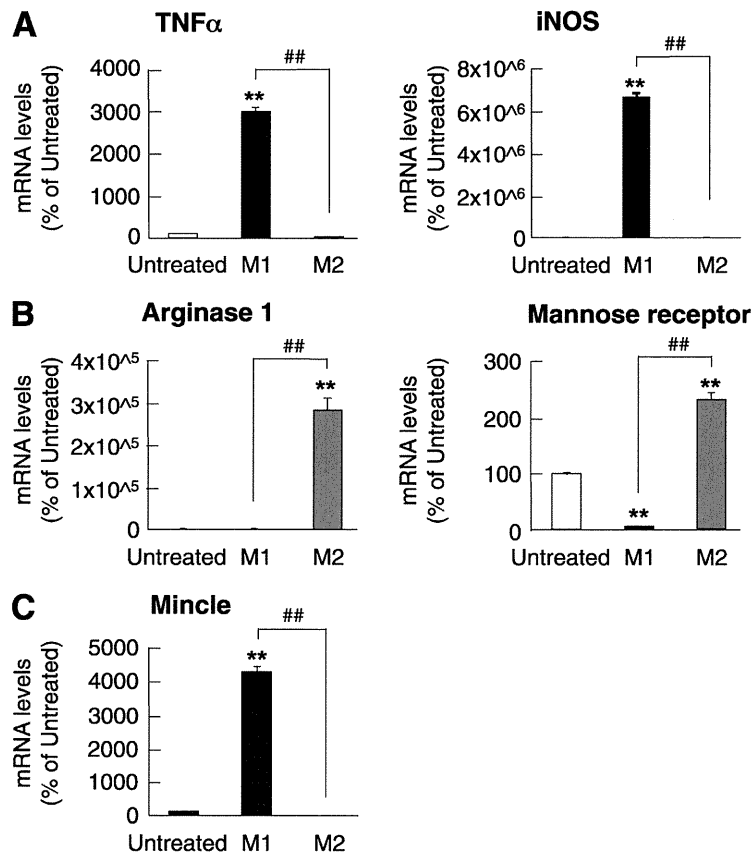 A
TNFα
mRNA levels
(% of Untreated)
4000
3000
2000
1000
0
**
##
Untreated M1 M2
iNOS
mRNA levels
(% of Untreated)
8x10^6
6x10^6
4x10^6
2x10^6
0
**
##
Untreated M1 M2
B
Arginase 1
mRNA levels
(% of Untreated)
4x10^5
3x10^5
2x10^5
1x10^5
0
##
**
Untreated M1 M2
Mannose receptor
mRNA levels
(% of Untreated)
300
200
100
0
##
**
**
Untreated M1 M2
C
Mincle
mRNA levels
(% of Untreated)
5000
4000
3000
2000
1000
0
##
**
Untreated M1 M2